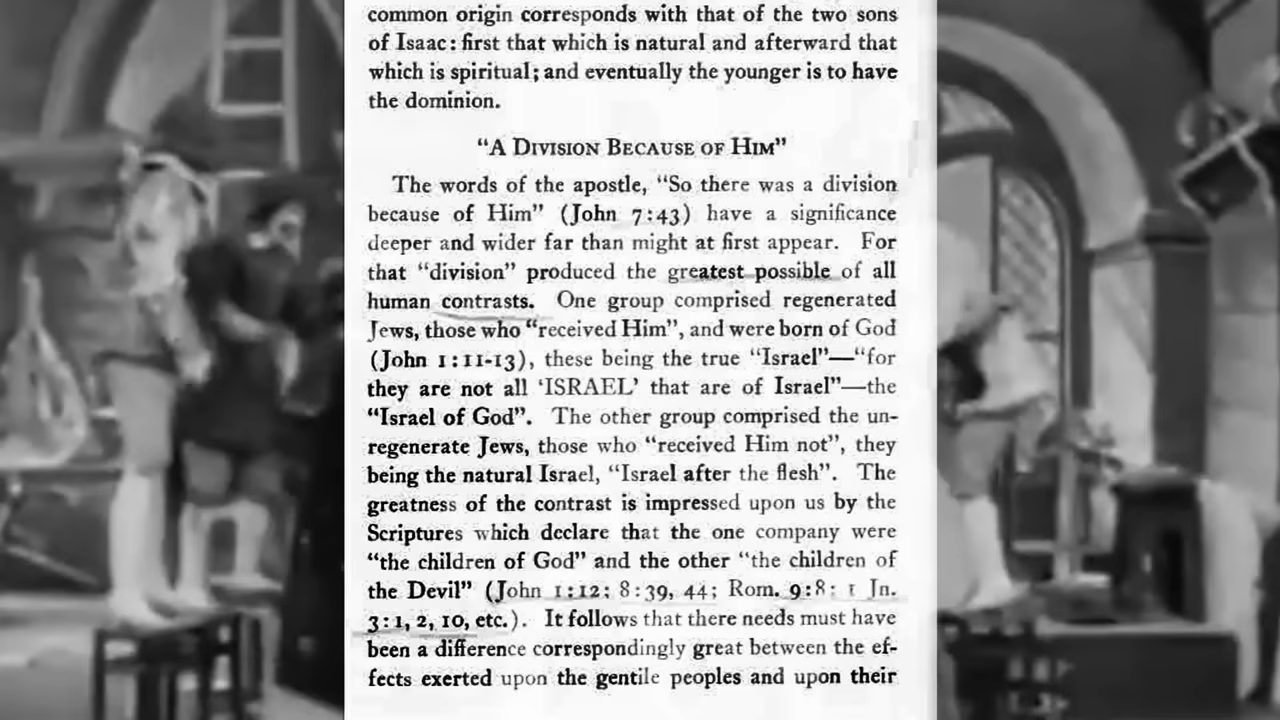 common origin corresponds with that of the two sons
of Isaac: first that which is natural and afterward that
which is spiritual; and eventually the younger is to have
the dominion.
"A Division Because of Him"
The words of the apostle, "So there was a division
because of Him" (John 7:43) have a significance
deeper and wider far than might at first appear. For
that "division" produced the greatest possible of all
human contrasts. One group comprised regenerated
Jews, those who "received Him", and were born of God
(John 1:11-13), these being the true "Israel"—"for
they are not all 'ISRAEL' that are of Israel"—the
"Israel of God". The other group comprised the un-
regenerate Jews, those who "received Him not", they
being the natural Israel, "Israel after the flesh". The
greatness of the contrast is impressed upon us by the
Scriptures which declare that the one company were
"the children of God" and the other "the children of
the Devil" (John 1:12; 8:39, 44; Rom. 9:8: 1 Jn.
3:1, 2, 10, etc.). It follows that there needs must have
been a difference correspondingly great between the ef-
fects exerted upon the gentile peoples and upon their